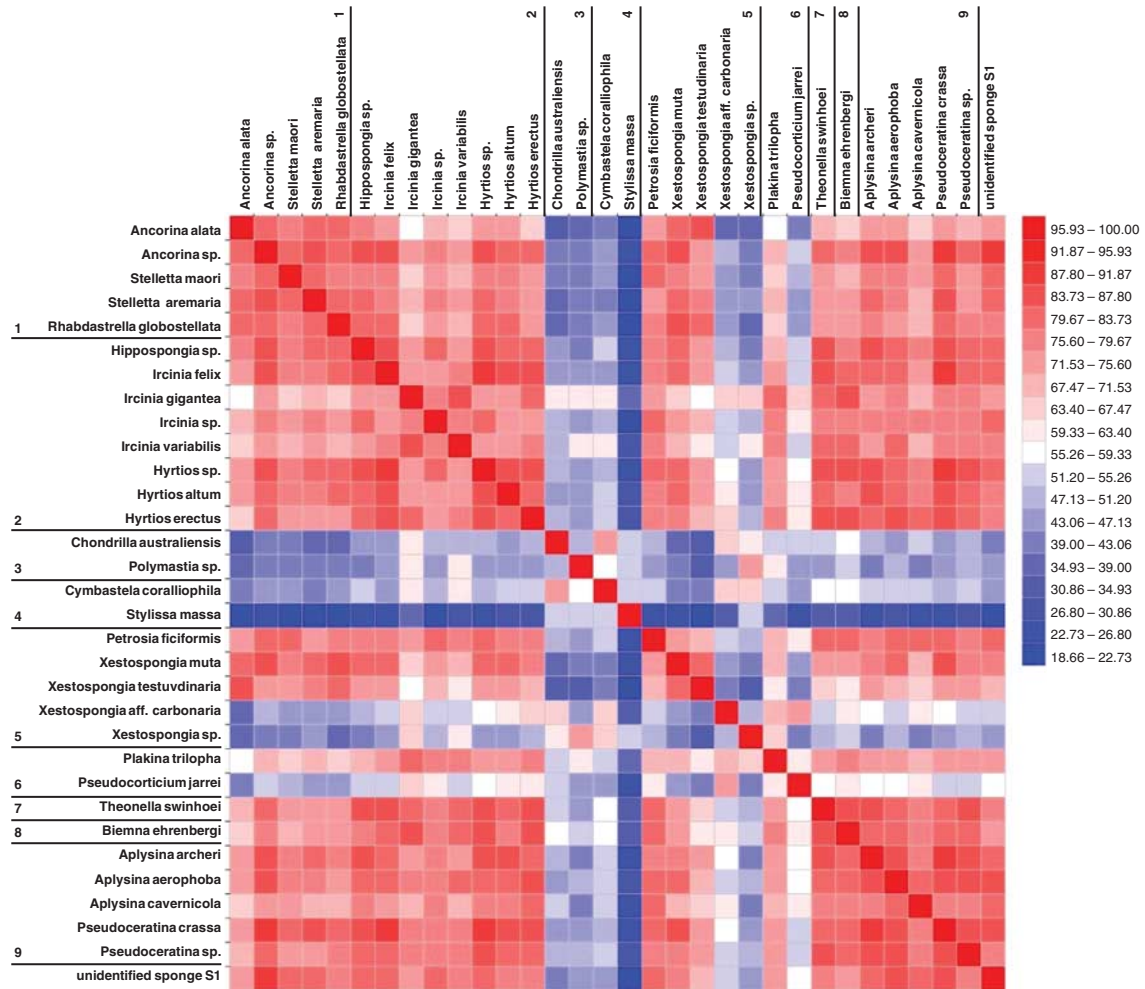 1
2
3
4
5
6
7
8
9
Ancorina alata
Ancorina sp.
Stelletta maori
Stelletta aremaria
Rhabdastrella globostellata
Hippospongia sp.
Ircinia felix
Ircinia gigantea
Ircinia sp.
Ircinia variabilis
Hyrtios sp.
Hyrtios altum
Hyrtios erectus
Chondrilla australiensis
Polymastia sp.
Cymbastela coralliophila
Stylissa massa
Petrosia ficiformis
Xestospongia muta
Xestospongia testudinaria
Xestospongia aff. carbonaria
Xestospongia sp.
Plakina trilopha
Pseudocorticium jarrei
Theonella swinhoei
Biemna ehrenbergi
Aplysina archeri
Aplysina aerophoba
Aplysina cavernicola
Pseudoceratina crassa
Pseudoceratina sp.
unidentified sponge S1
Ancorina alata
Ancorina sp.
Stelletta maori
Stelletta aremaria
1 Rhabdastrella globostellata
Hippospongia sp.
Ircinia felix
Ircinia gigantea
Ircinia sp.
Ircinia variabilis
Hyrtios sp.
Hyrtios altum
2 Hyrtios erectus
Chondrilla australiensis
3 Polymastia sp.
Cymbastela coralliophila
4 Stylissa massa
Petrosia ficiformis
Xestospongia muta
Xestospongia testuvdinaria
Xestospongia aff. carbonaria
5 Xestospongia sp.
Plakina trilopha
6 Pseudocorticium jarrei
7 Theonella swinhoei
8 Biemna ehrenbergi
Aplysina archeri
Aplysina aerophoba
Aplysina cavernicola
Pseudoceratina crassa
9 Pseudoceratina sp.
unidentified sponge S1
95.93 – 100.00
91.87 – 95.93
87.80 – 91.87
83.73 – 87.80
79.67 – 83.73
75.60 – 79.67
71.53 – 75.60
67.47 – 71.53
63.40 – 67.47
59.33 – 63.40
55.26 – 59.33
51.20 – 55.26
47.13 – 51.20
43.06 – 47.13
39.00 – 43.06
34.93 – 39.00
30.86 – 34.93
26.80 – 30.86
22.73 – 26.80
18.66 – 22.73